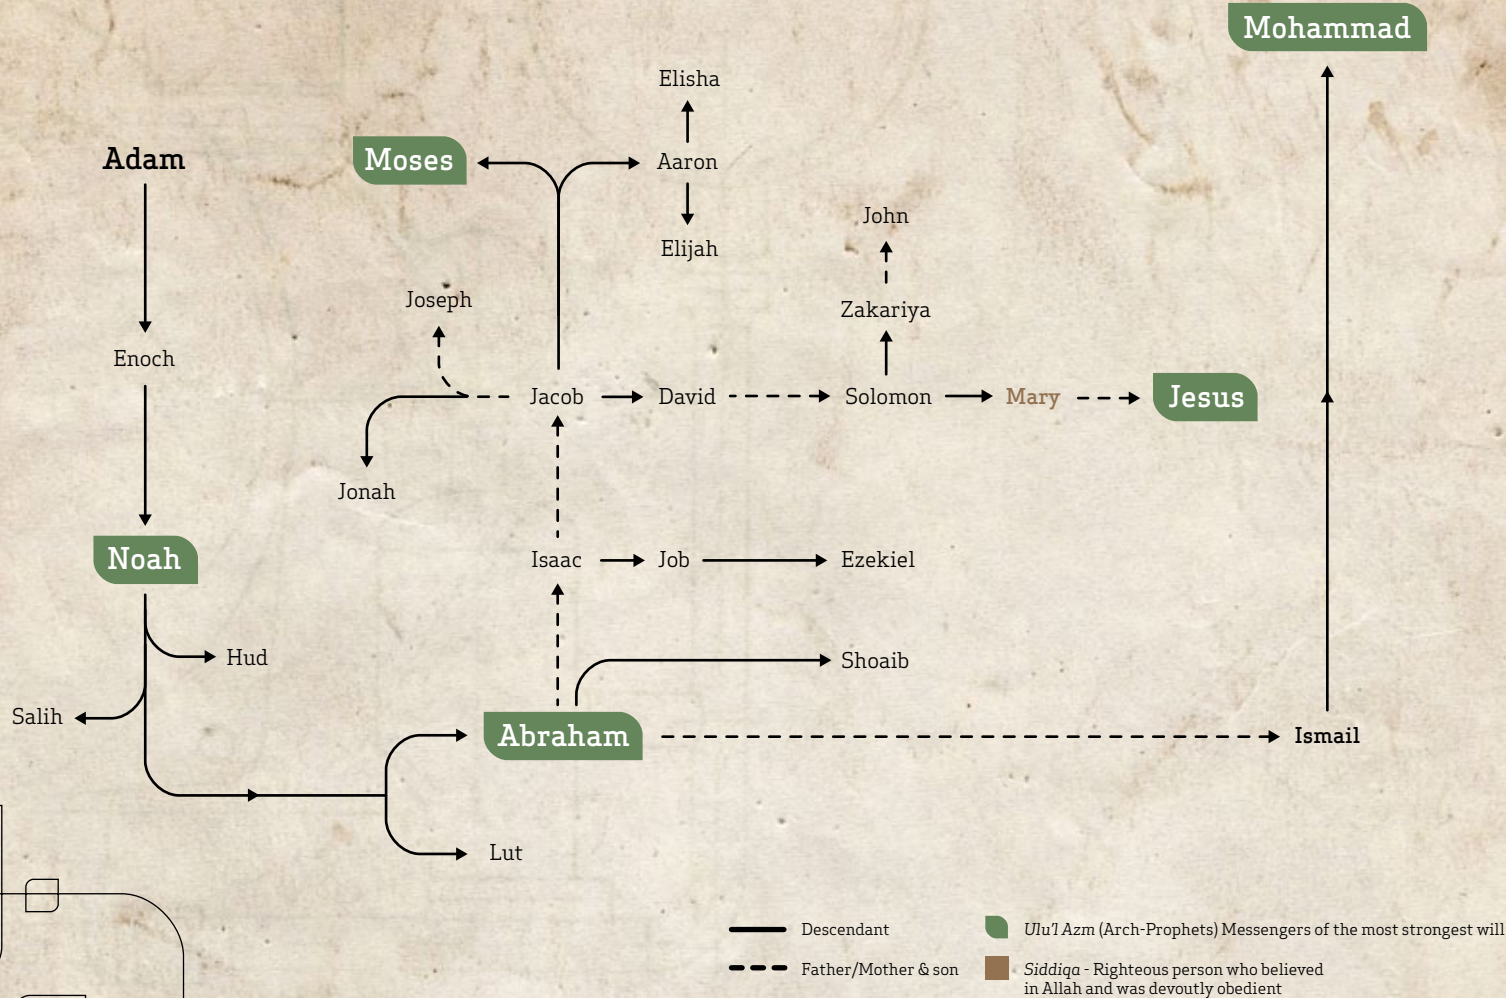 Mohammad
Elisha
Adam
Moses
Aaron
John
Elijah
Joseph
Zakariya
Enoch
Jacob
David
Solomon
Mary
Jesus
Jonah
Noah
Isaac
Job
Ezekiel
Hud
Shoaib
Salih
Abraham
Ismail
Lut
Descendant
Ulu'l Azm (Arch-Prophets) Messengers of the most strongest will
Father/Mother & son
Siddiqa - Righteous person who believed
in Allah and was devoutly obedient